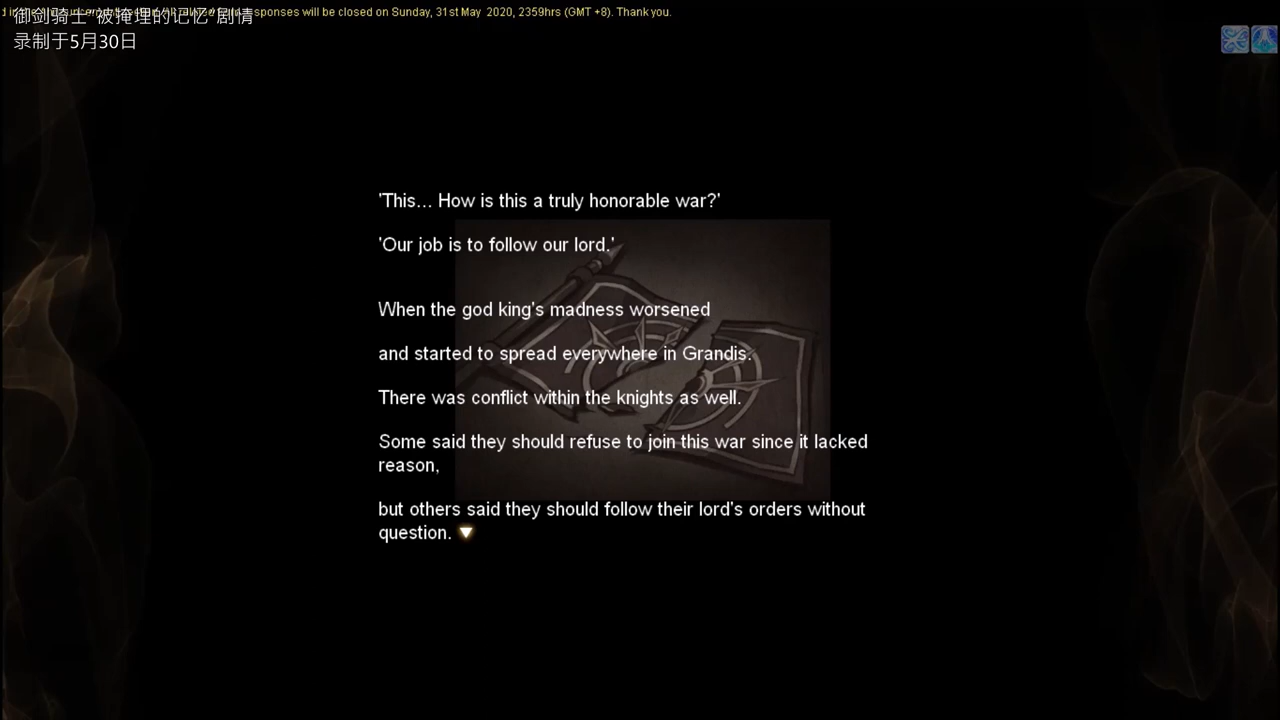 御剑骑士"被掩埋的记忆"剧情
responses will be closed on Sunday, 31st May 2020, 2359hrs (GMT +8). Thank you.
录制于5月30日
'This... How is this a truly honorable war?'
'Our job is to follow our lord.'
When the god king's madness worsened
and started to spread everywhere in Grandis.
There was conflict within the knights as well.
Some said they should refuse to join this war since it lacked
reason,
but others said they should follow their lord's orders without
question.